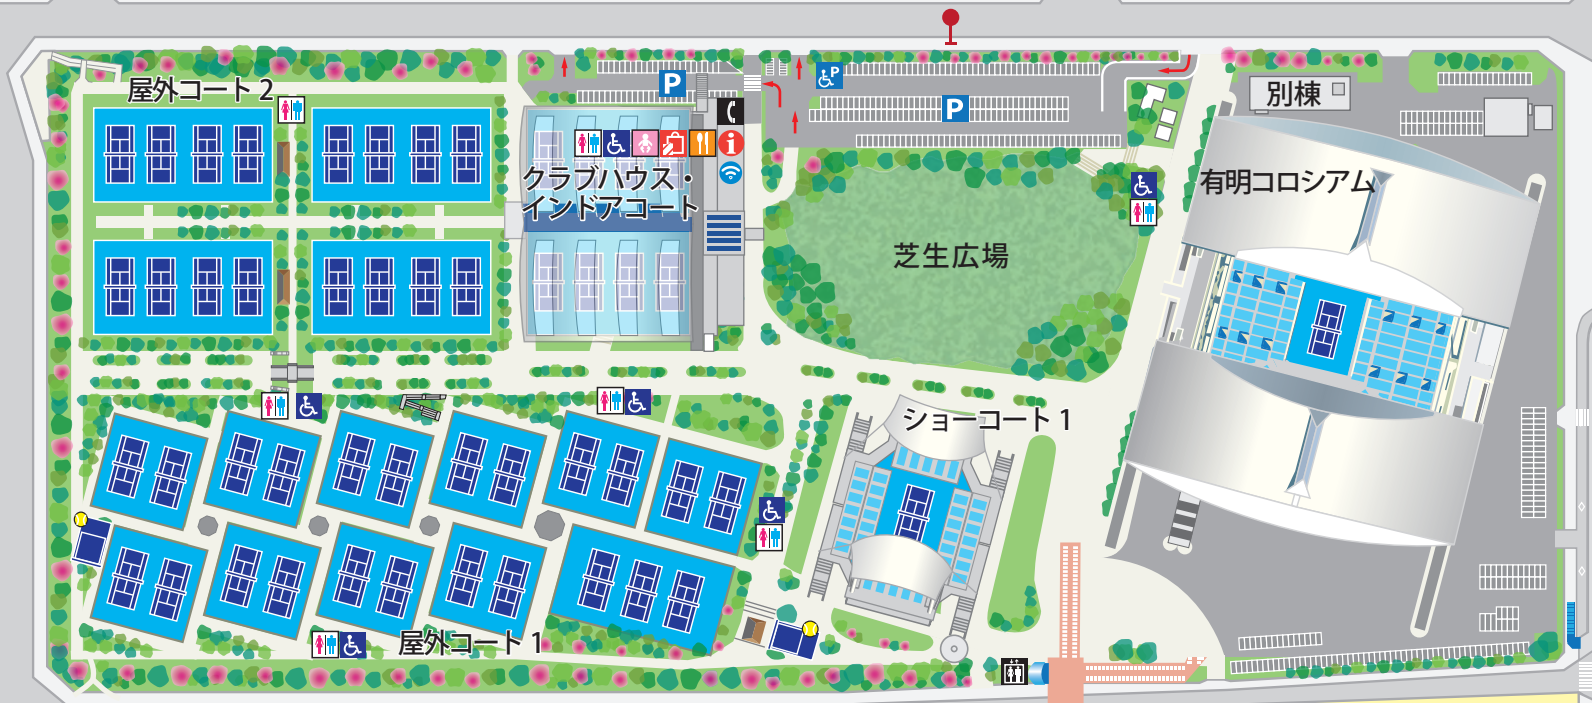 屋外コート 2
P
P
別棟
P
i
クラブハウス・
インドアコート
有明コロシアム
芝生広場
ショーコート 1
屋外コート 1